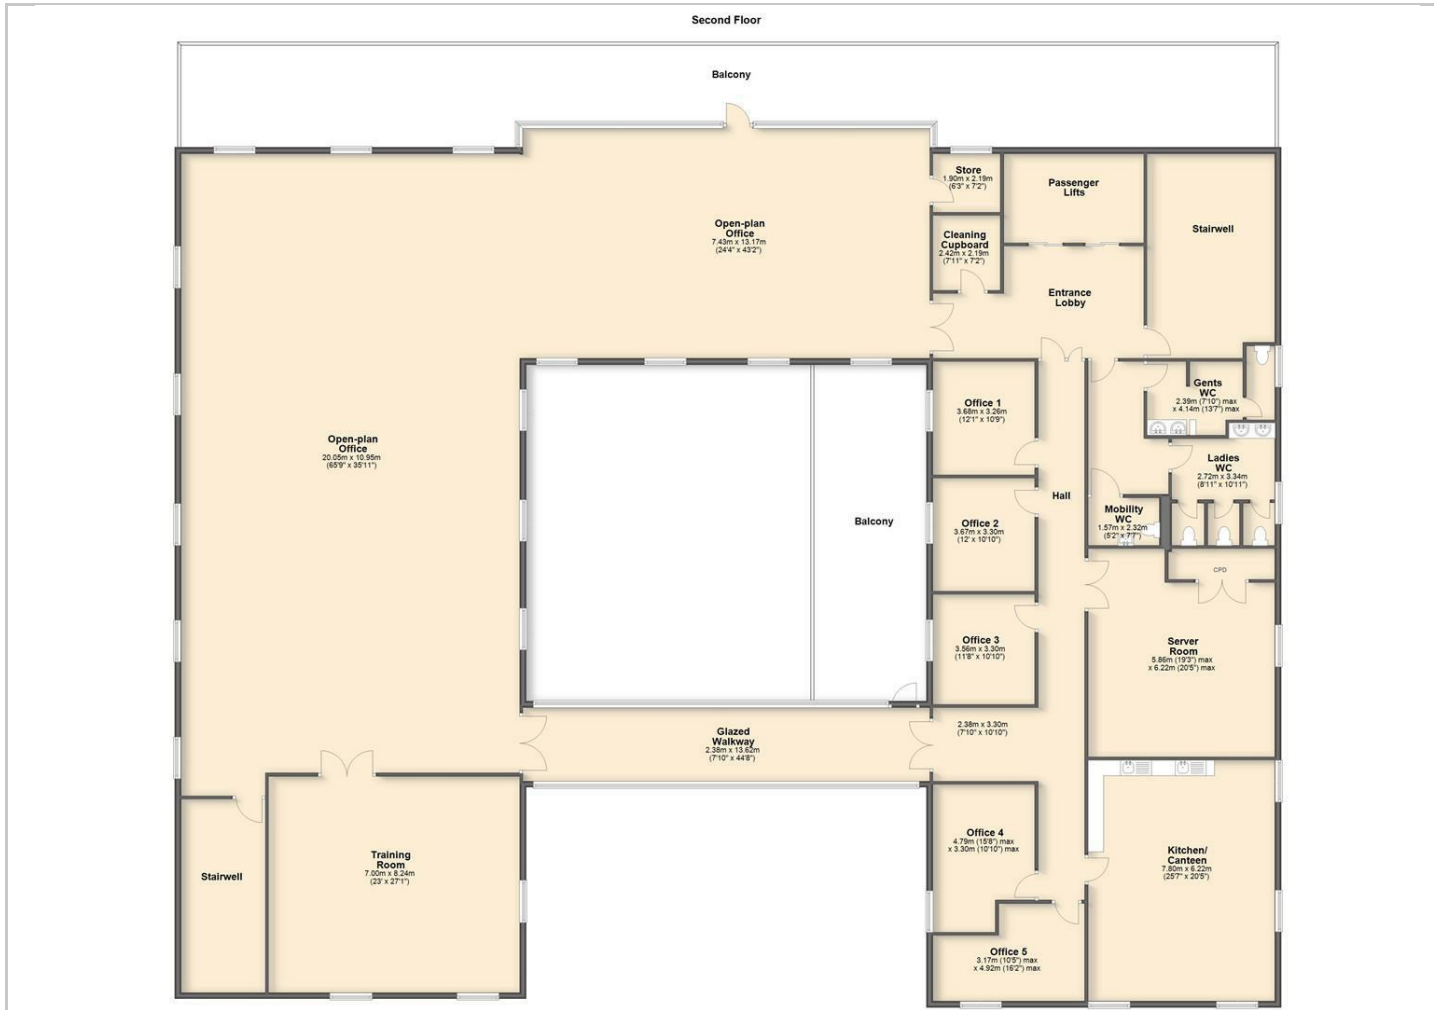 Second Floor
Balcony
Store
1.90m x 2.19m
(6'3" x 7'2")
Passenger
Lifts
Stairwell
Open-plan
Office
7.43m x 13.17m
(24'4" x 43'2")
Cleaning
Cupboard
2.42m x 2.19m
(7'11" x 7'2")
Entrance
Lobby
Gents
WC
2.39m (7'10") max
x 4.14m (13'7") max
Office 1
3.68m x 3.26m
(12'1" x 10'9")
Open-plan
Office
20.05m x 10.95m
(65'9" x 35'11")
Ladies
WC
2.72m x 3.34m
(8'11" x 10'11")
Hall
Balcony
Office 2
3.67m x 3.30m
(12' x 10'10")
Mobility
WC
1.57m x 2.32m
(5'2" x 7'7")
CPD
Office 3
3.56m x 3.30m
(11'8" x 10'10")
Server
Room
5.86m (19'3") max
x 6.22m (20'5") max
Glazed
Walkway
2.38m x 13.62m
(7'10" x 44'8")
2.38m x 3.30m
(7'10" x 10'10")
Office 4
4.79m (15'8") max
x 3.30m (10'10") max
Training
Room
7.00m x 8.24m
(23' x 27'1")
Kitchen/
Canteen
7.80m x 6.22m
(25'7" x 20'5")
Stairwell
Office 5
3.17m (10'5") max
x 4.92m (16'2") max